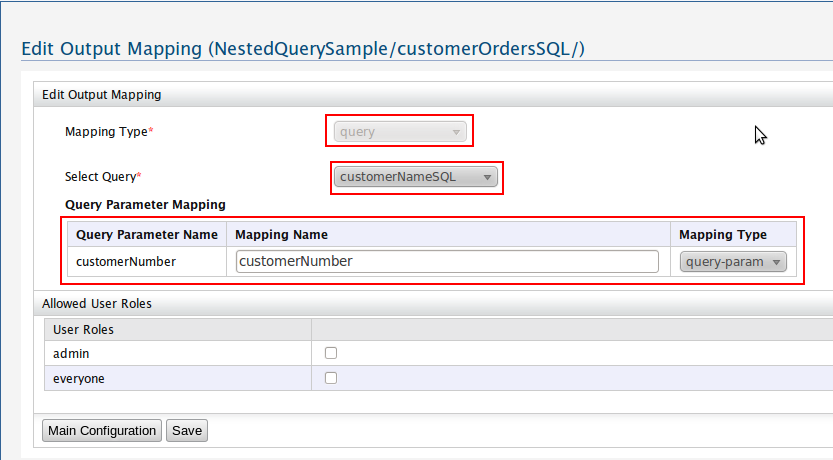 Edit Output Mapping (NestedQuerySample/customerOrdersSQL/)
Edit Output Mapping
Mapping Type* query
Select Query* customerNameSQL
Query Parameter Mapping
Query Parameter Name Mapping Name Mapping Type
customerNumber customerNumber query-param
Allowed User Roles
User Roles
admin
everyone
Main Configuration Save